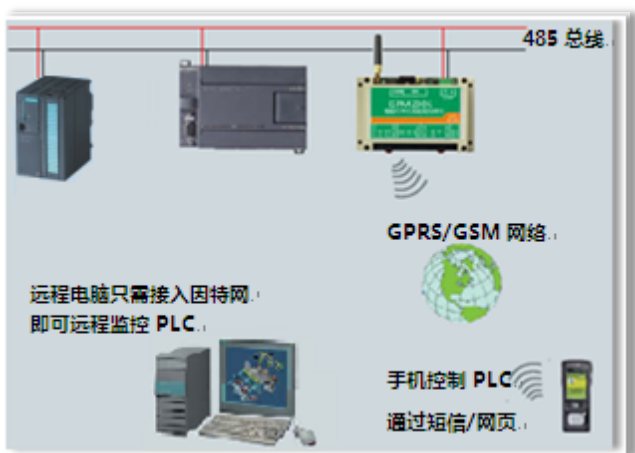 485 总线
GPRS/GSM 网络
远程电脑只需接入因特网
即可远程监控 PLC
手机控制 PLC
通过短信/网页